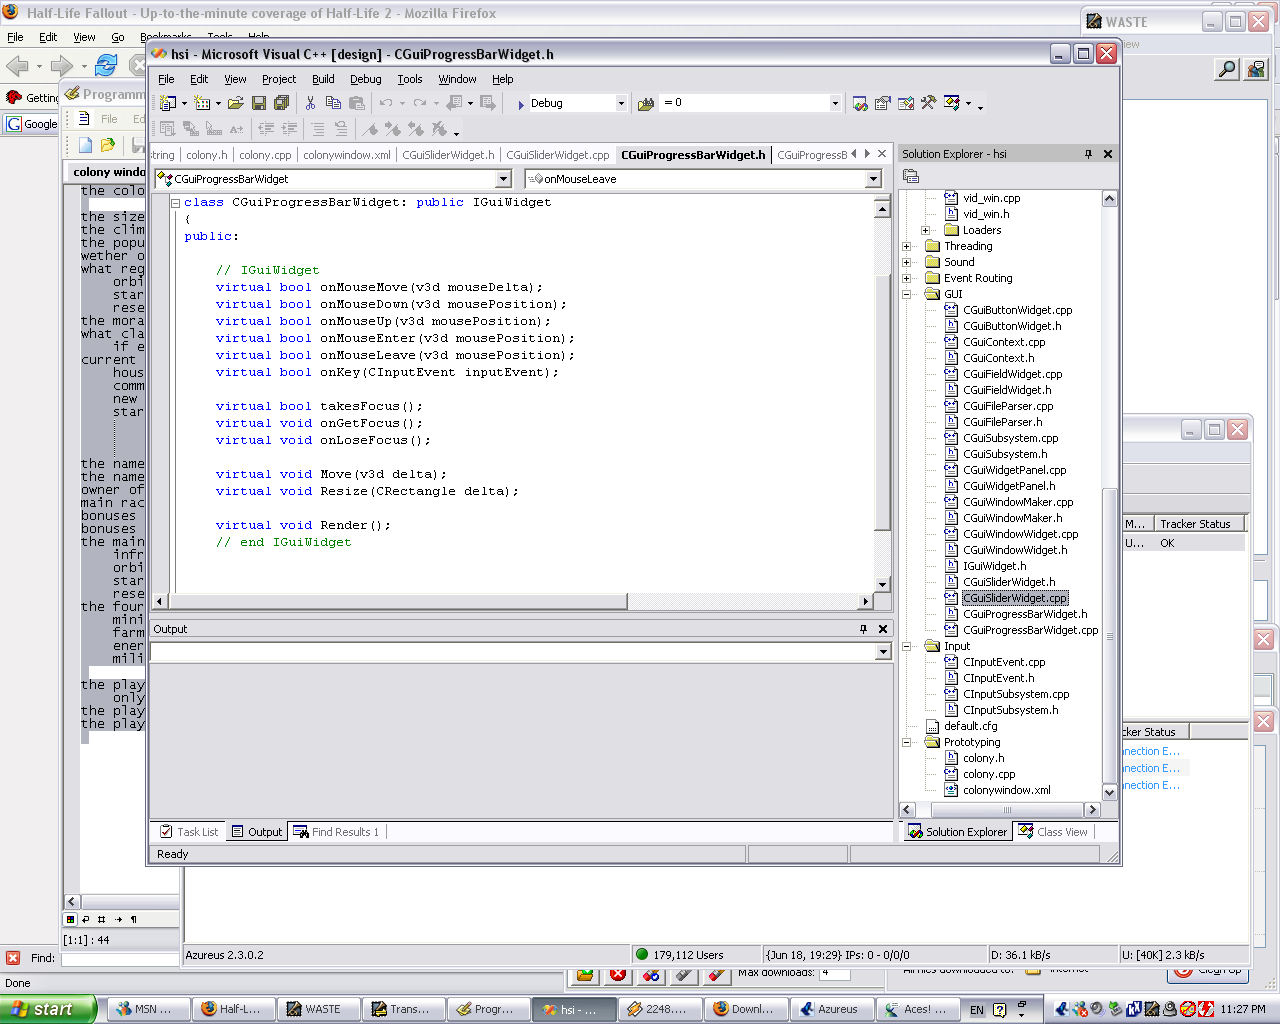 Half-Life Fallout - Up-to-the-minute coverage of Half-Life 2 - Mozilla Firefox
WASTE
File Edit View Go Bookmarks Tools Help
Getting
Google
Programm
File Ed
colony windo
the colo
the size
the clim
the popu
wether o
what reg
orbi
star
rese
the mora
what cla
if e
current
hous
comm
new
star
the name
the name
owner of
main rac
bonuses
bonuses
the main
infr
orbi
star
rese
the four
mini
farm
ener
mili
the play
only
the play
the play
[1:1] : 44
Find:
Done
hsi - Microsoft Visual C++ [design] - CGuiProgressBarWidget.h
File Edit View Project Build Debug Tools Window Help
Debug
= 0
string colony.h colony.cpp colonywindow.xml CGuiSliderWidget.h CGuiSliderWidget.cpp CGuiProgressBarWidget.h CGuiProgressB
CGuiProgressBarWidget
onMouseLeave
class CGuiProgressBarWidget: public IGuiWidget
{
public:
// IGuiWidget
virtual bool onMouseMove(v3d mouseDelta);
virtual bool onMouseDown(v3d mousePosition);
virtual bool onMouseUp(v3d mousePosition);
virtual bool onMouseEnter(v3d mousePosition);
virtual bool onMouseLeave(v3d mousePosition);
virtual bool onKey(CInputEvent inputEvent);
virtual bool takesFocus();
virtual void onGetFocus();
virtual void onLoseFocus();
virtual void Move(v3d delta);
virtual void Resize(CRectangle delta);
virtual void Render();
// end IGuiWidget
Output
Task List Output Find Results 1
Ready
Solution Explorer - hsi
vid_win.cpp
vid_win.h
Loaders
Threading
Sound
Event Routing
GUI
CGuiButtonWidget.cpp
CGuiButtonWidget.h
CGuiContext.cpp
CGuiContext.h
CGuiFieldWidget.cpp
CGuiFieldWidget.h
CGuiFileParser.cpp
CGuiFileParser.h
CGuiSubsystem.cpp
CGuiSubsystem.h
CGuiWidgetPanel.cpp
CGuiWidgetPanel.h
CGuiWindowMaker.cpp
CGuiWindowMaker.h
CGuiWindowWidget.cpp
CGuiWindowWidget.h
IGuiWidget.h
CGuiSliderWidget.h
CGuiSliderWidget.cpp
CGuiProgressBarWidget.h
CGuiProgressBarWidget.cpp
Input
CInputEvent.cpp
CInputEvent.h
CInputSubsystem.cpp
CInputSubsystem.h
default.cfg
Prototyping
colony.h
colony.cpp
colonywindow.xml
Solution Explorer Class View
M... Tracker Status
U... OK
cker Status
nnection E...
nnection E...
nnection E...
Azureus 2.3.0.2
179,112 Users
{Jun 18, 19:29} IPs: 0 - 0/0/0
D: 36.1 kB/s
U: [40K] 2.3 kB/s
Max downloads: 4
All files downloaded to:
Clean Up
start
MSN ... Half-L... WASTE Trans... Progr... hsi - ... 2248.... Downl... Azureus Aces! ... EN 11:27 PM